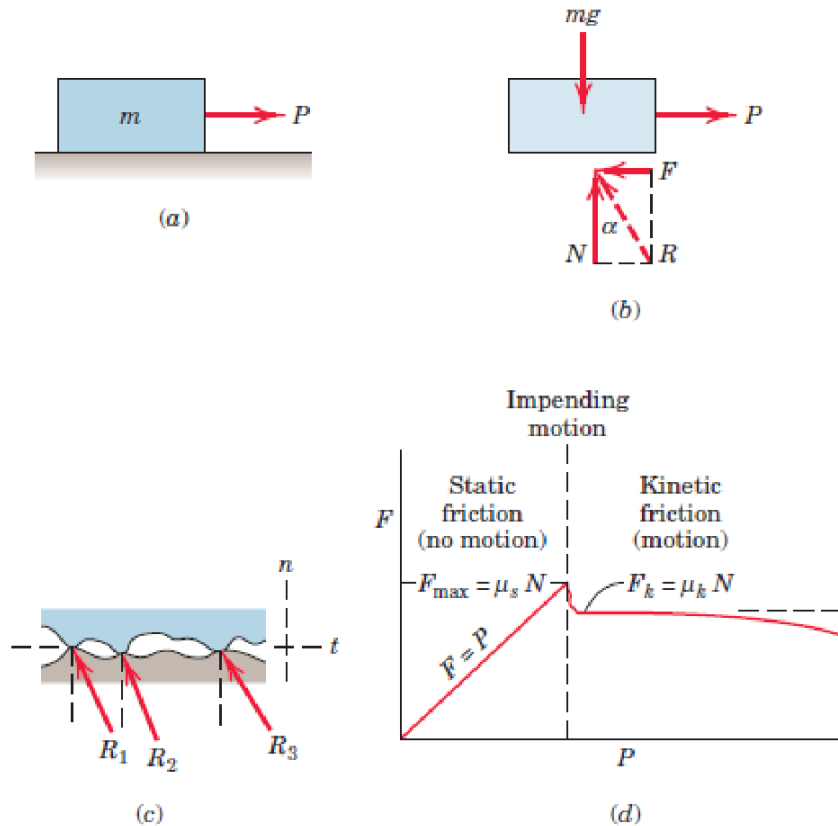 m
P
(a)
mg
P
F
α
N
R
(b)
n
t
R1 R2 R3
(c)
Impending
motion
Static
friction
(no motion)
Kinetic
friction
(motion)
F
Fmax = μs N
Fk = μk N
F = P
P
(d)